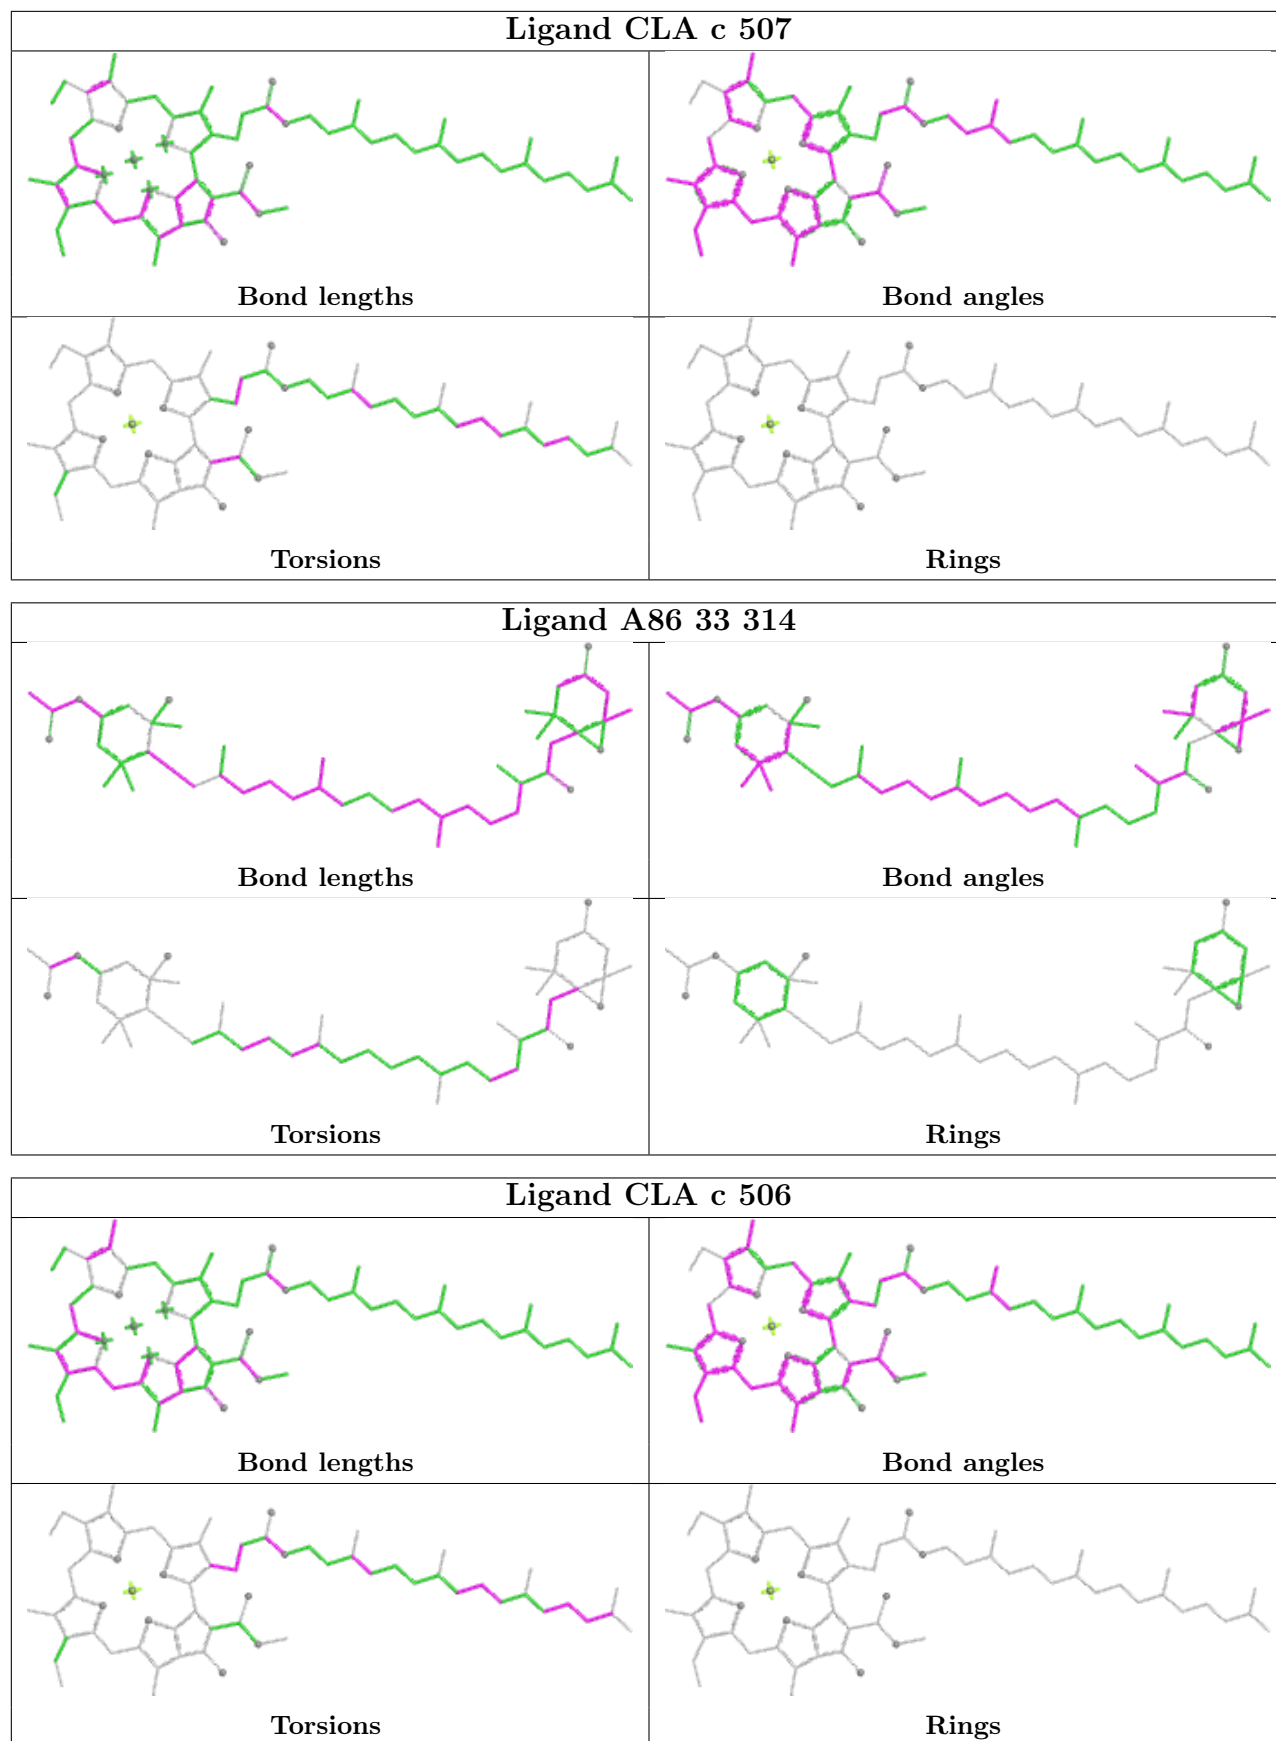 Ligand CLA c 507
Bond lengths
Bond angles
Torsions
Rings
Ligand A86 33 314
Bond lengths
Bond angles
Torsions
Rings
Ligand CLA c 506
Bond lengths
Bond angles
Torsions
Rings